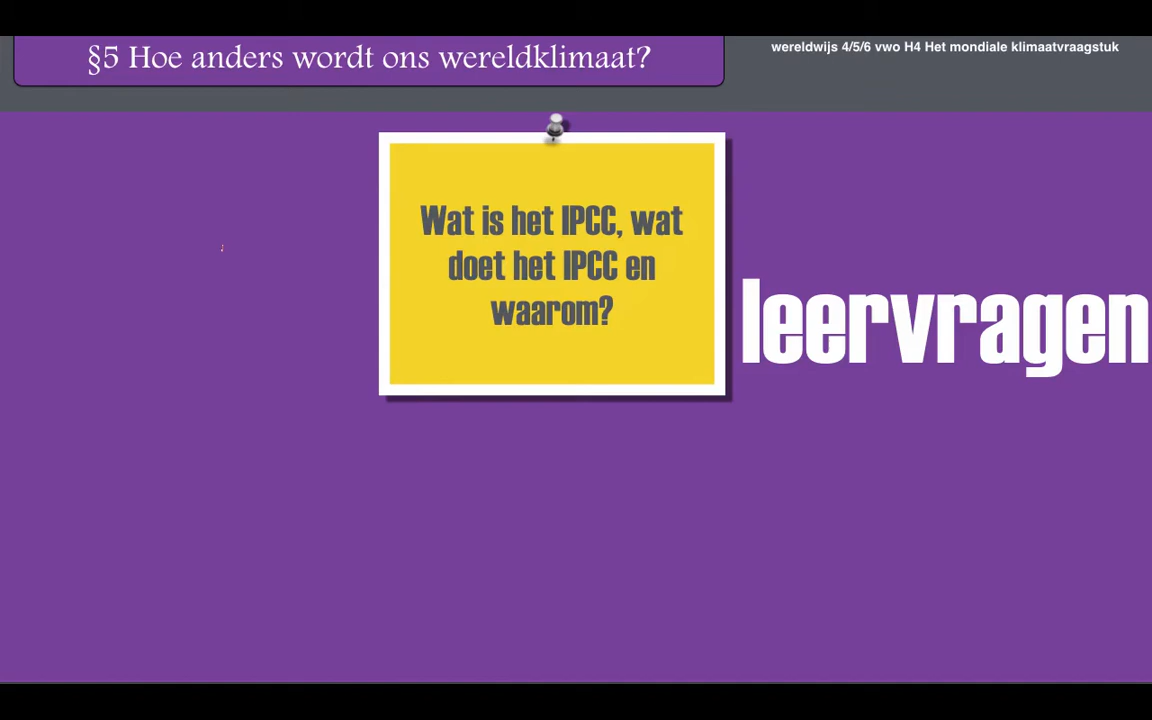 §5 Hoe anders wordt ons wereldklimaat?
wereldwijs 4/5/6 vwo H4 Het mondiale klimaatvraagstuk
Wat is het IPCC, wat
doet het IPCC en
waarom?
leervragen